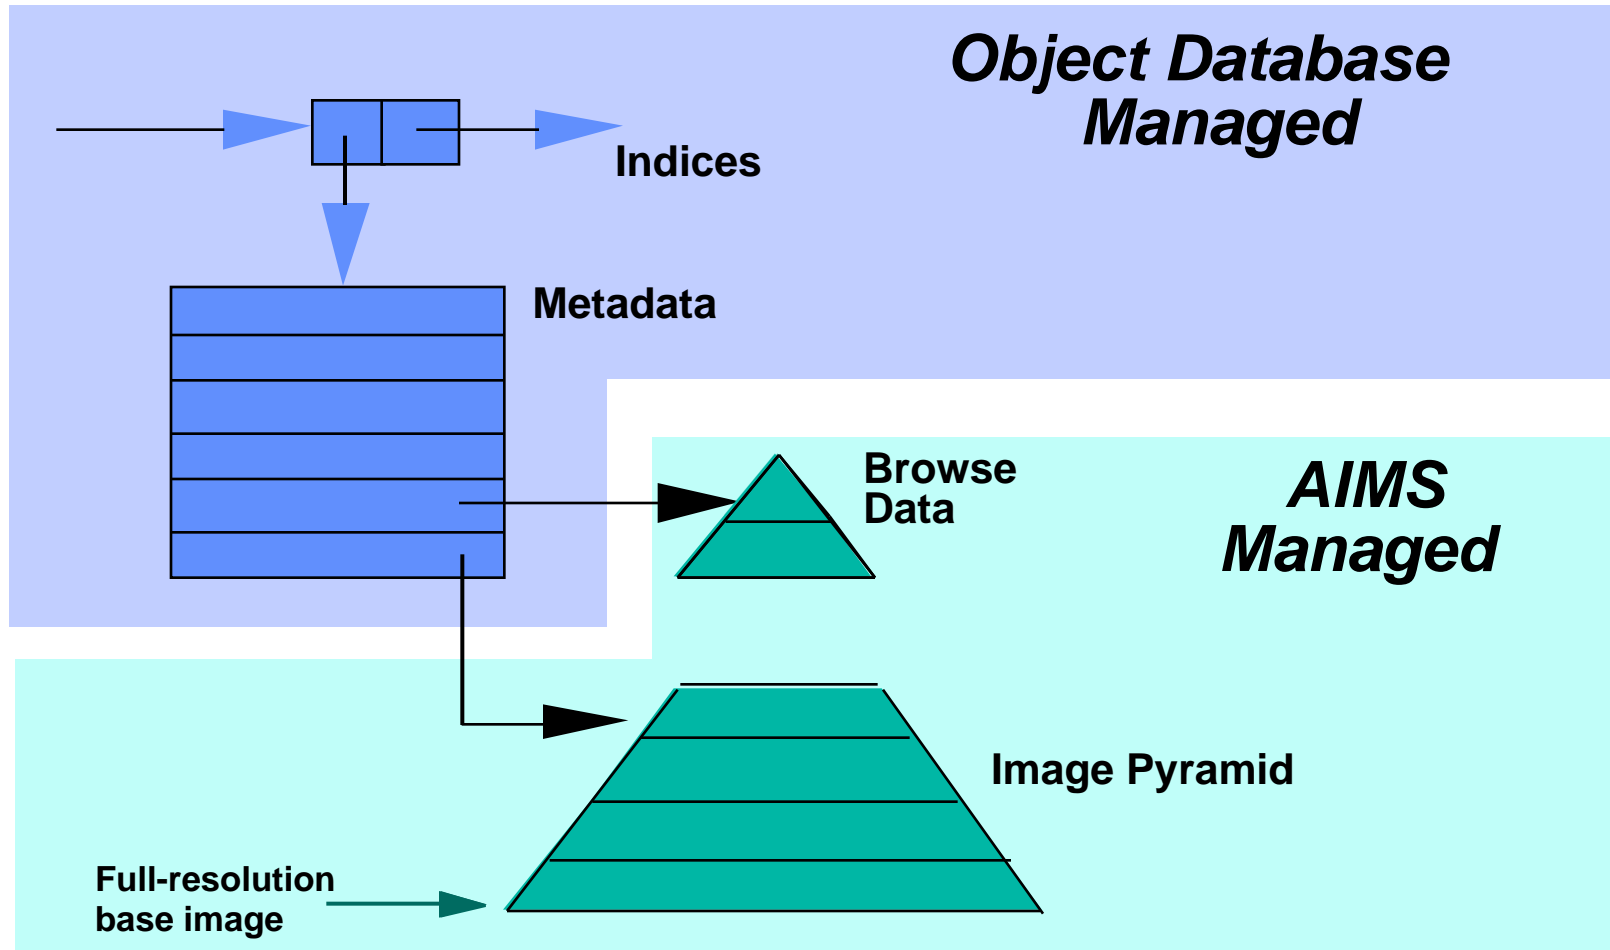 Object Database
Managed
Indices
Metadata
Browse
Data
AIMS
Managed
Image Pyramid
Full-resolution
base image